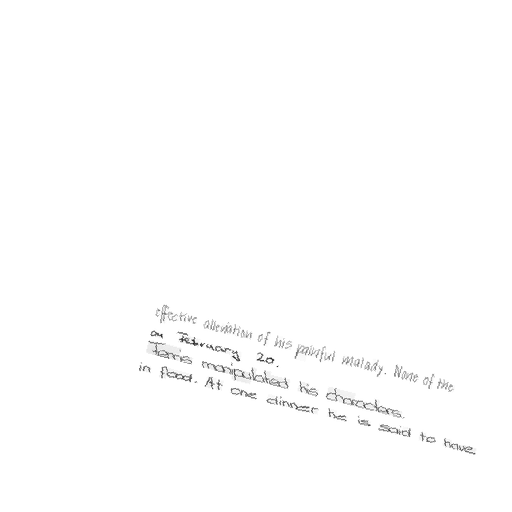 effective alleviation of his painful malady. None of the
on February 20.
manipulated his characters.
in flood. At one dinner he is said to have